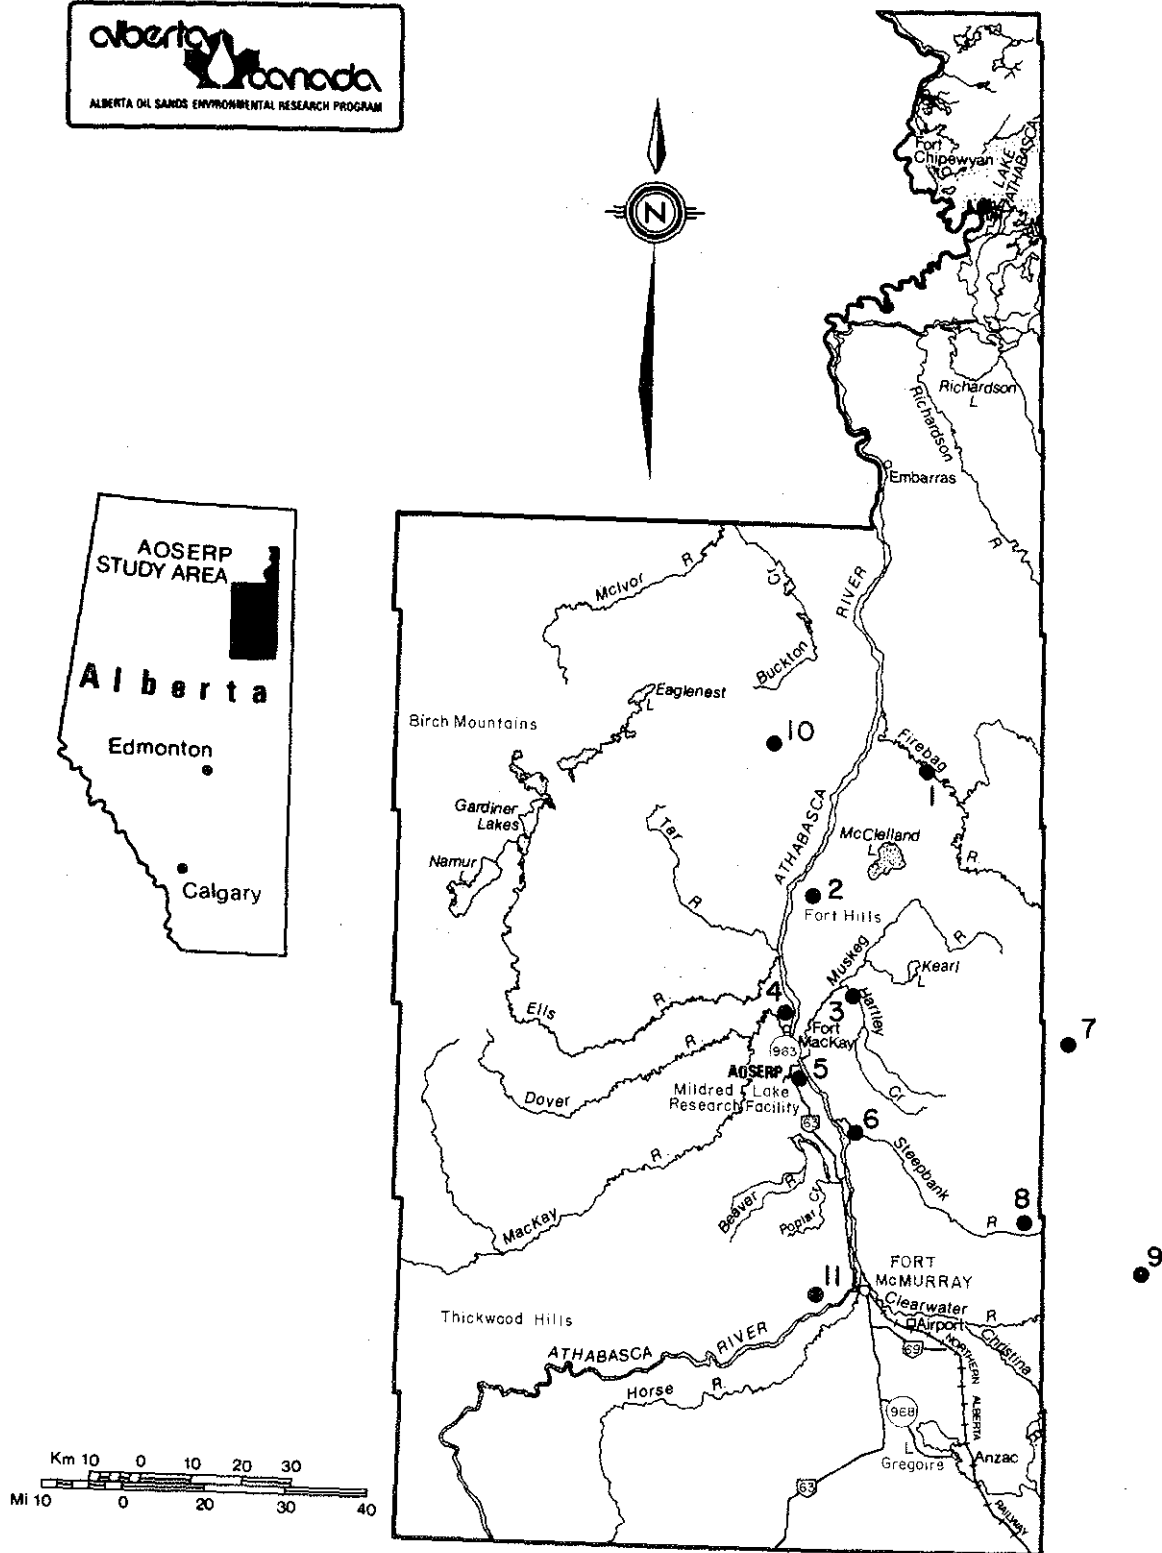 alberta
canada
ALBERTA OIL SANDS ENVIRONMENTAL RESEARCH PROGRAM
N
Fort
Chipewyan
LAKE
ATHABASCA
Richardson
L
Richardson
R
Embarras
AOSERP
STUDY AREA
Alberta
Edmonton
Calgary
McIvor R.
Buckton
Cr
RIVER
Eaglenest
L
Birch Mountains
10
Firebag
1
R.
Gardiner
Lakes
Namur
L
Tar
R
ATHABASCA
McClelland
L
2
Fort Hills
Muskeg
R
Kearl
L
Ells
R.
4
3
Hartley
Cr
Fort
MacKay
963
7
AOSERP
5
Mildred Lake
Research Facility
63
Dover
R.
6
Steepbank
R
8
MacKay
R.
Beaver
R
Poplar
Cr
9
11
FORT
McMURRAY
Clearwater
R
Airport
Christina
Thickwood Hills
ATHABASCA
RIVER
Horse
R.
69
NORTHERN
ALBERTA
RAILWAY
968
L
Gregoire
Anzac
63
Km 10 0 10 20 30
Mi 10 0 20 30 40